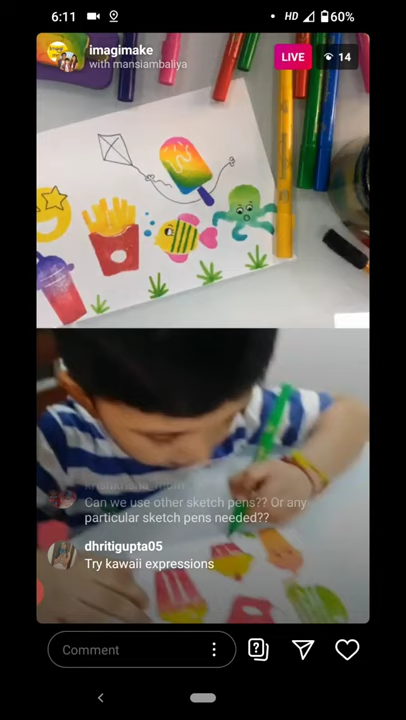 6:11
HD
60%
imagimake
with mansiambaliya
LIVE
14
Can we use other sketch pens?? Or any
particular sketch pens needed??
dhritigupta05
Try kawaii expressions
Comment